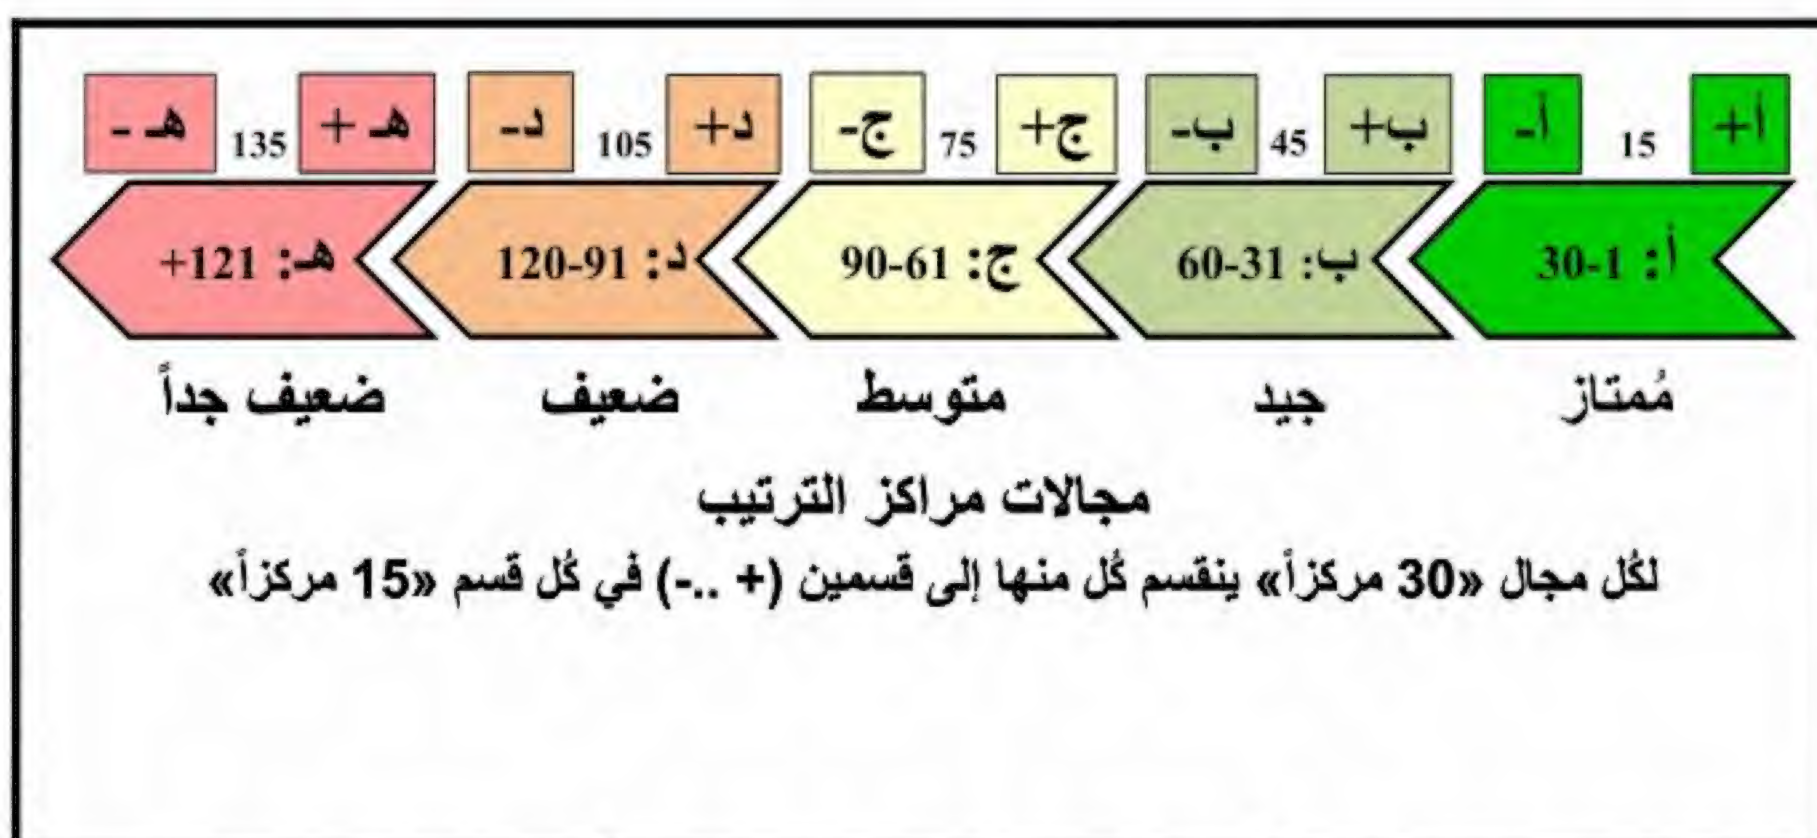 أ+ 15 أ- ب+ 45 ب- ج+ 75 ج- د+ 105 د- هـ + 135 هـ -
أ: 1-30 ب: 31-60 ج: 61-90 د: 91-120 هـ: 121+
مُمتاز جيد متوسط ضعيف ضعيف جداً
مجالات مراكز الترتيب
لكُل مجال «30 مركزاً» ينقسم كُل منها إلى قسمين (+ ..-) في كُل قسم «15 مركزاً»